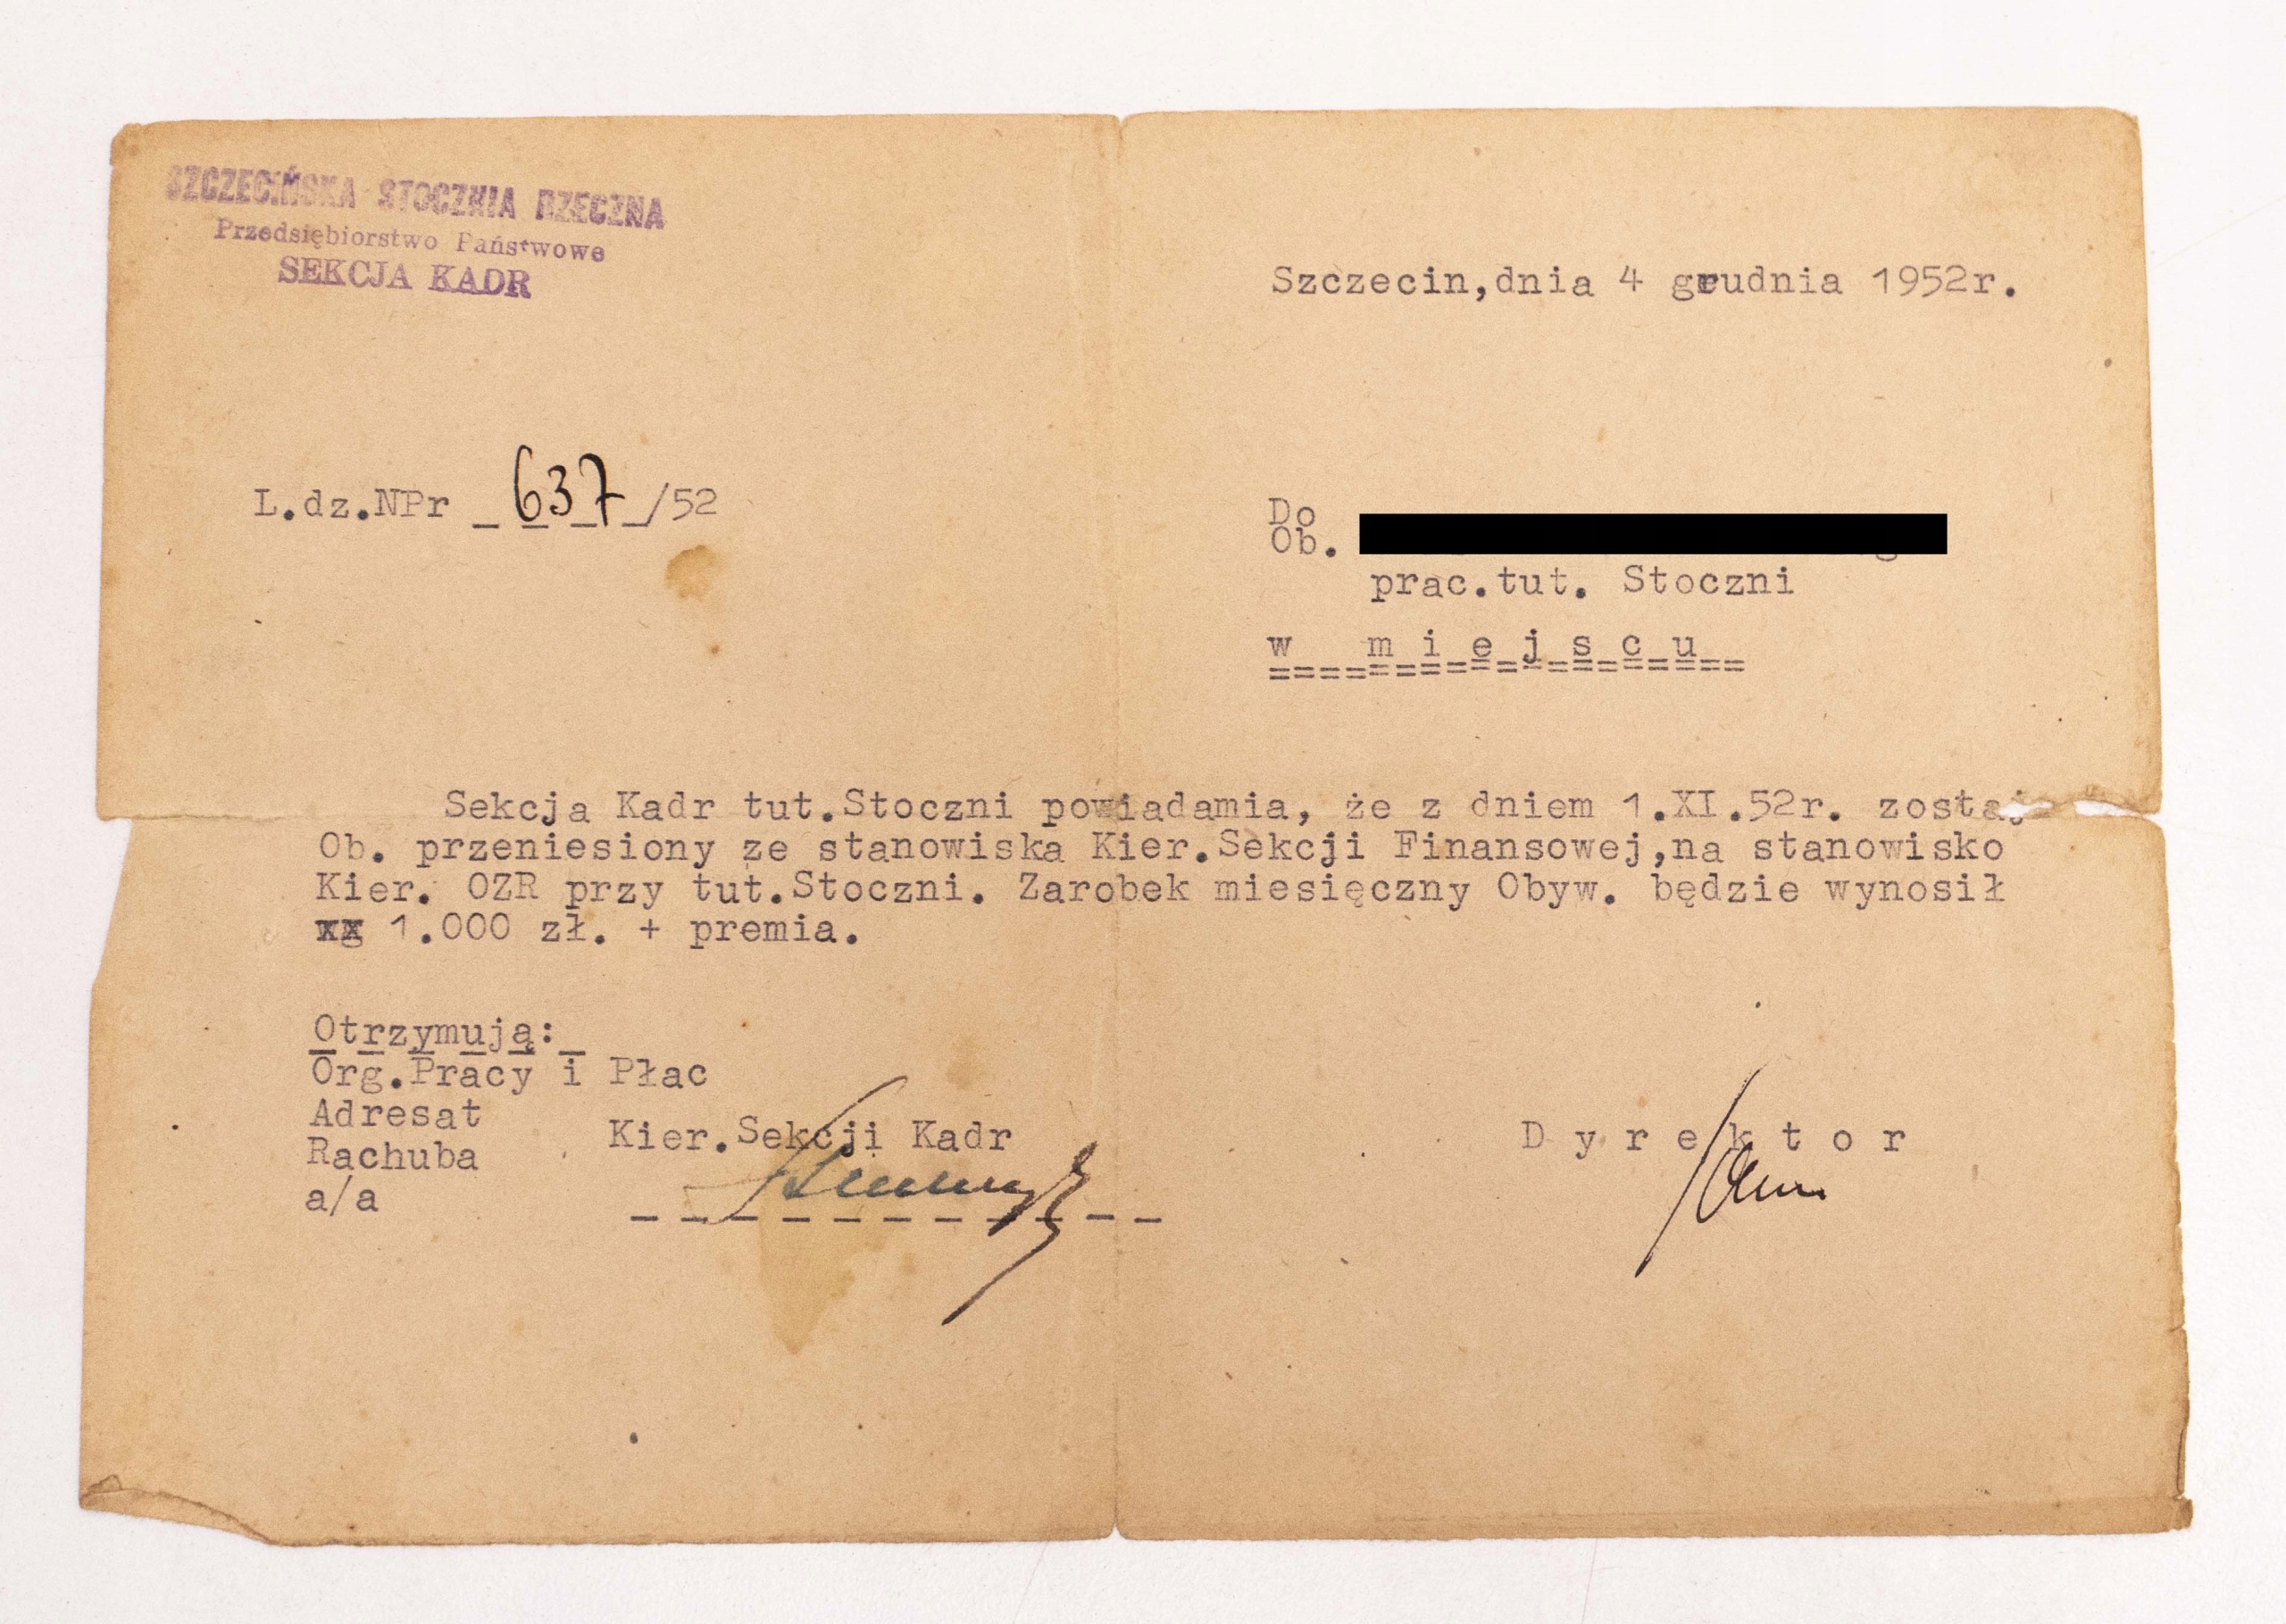 SZCZECIŃSKA STOCZNIA RZECZNA
Przedsiębiorstwo Państwowe
SEKCJA KADR
Szczecin,dnia 4 grudnia 1952r.
L.dz.NPr 637/52
Do
Ob.
prac.tut. Stoczni
w m i e j s c u
Sekcja Kadr tut.Stoczni powiadamia, że z dniem 1.XI.52r. zostaj
Ob. przeniesiony ze stanowiska Kier.Sekcji Finansowej,na stanowisko
Kier. OZR przy tut.Stoczni. Zarobek miesięczny Obyw. będzie wynosił
xx 1.000 zł. + premia.
Otrzymują:
Org.Pracy i Płac
Adresat
Rachuba
a/a
Kier.Sekcji Kadr
D y r e k t o r